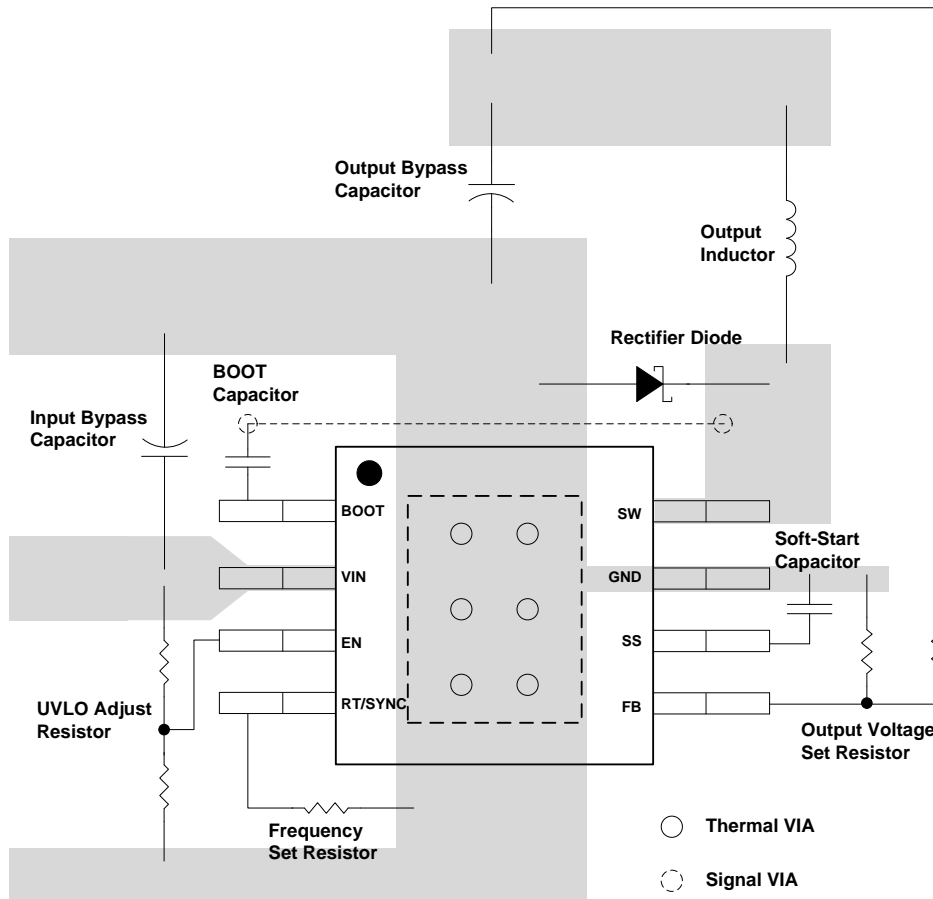 Output Bypass
Capacitor
Output
Inductor
Rectifier Diode
BOOT
Capacitor
Input Bypass
Capacitor
BOOT
SW
Soft-Start
Capacitor
VIN
GND
EN
SS
UVLO Adjust
Resistor
RT/SYNC
FB
Output Voltage
Set Resistor
Frequency
Set Resistor
Thermal VIA
Signal VIA